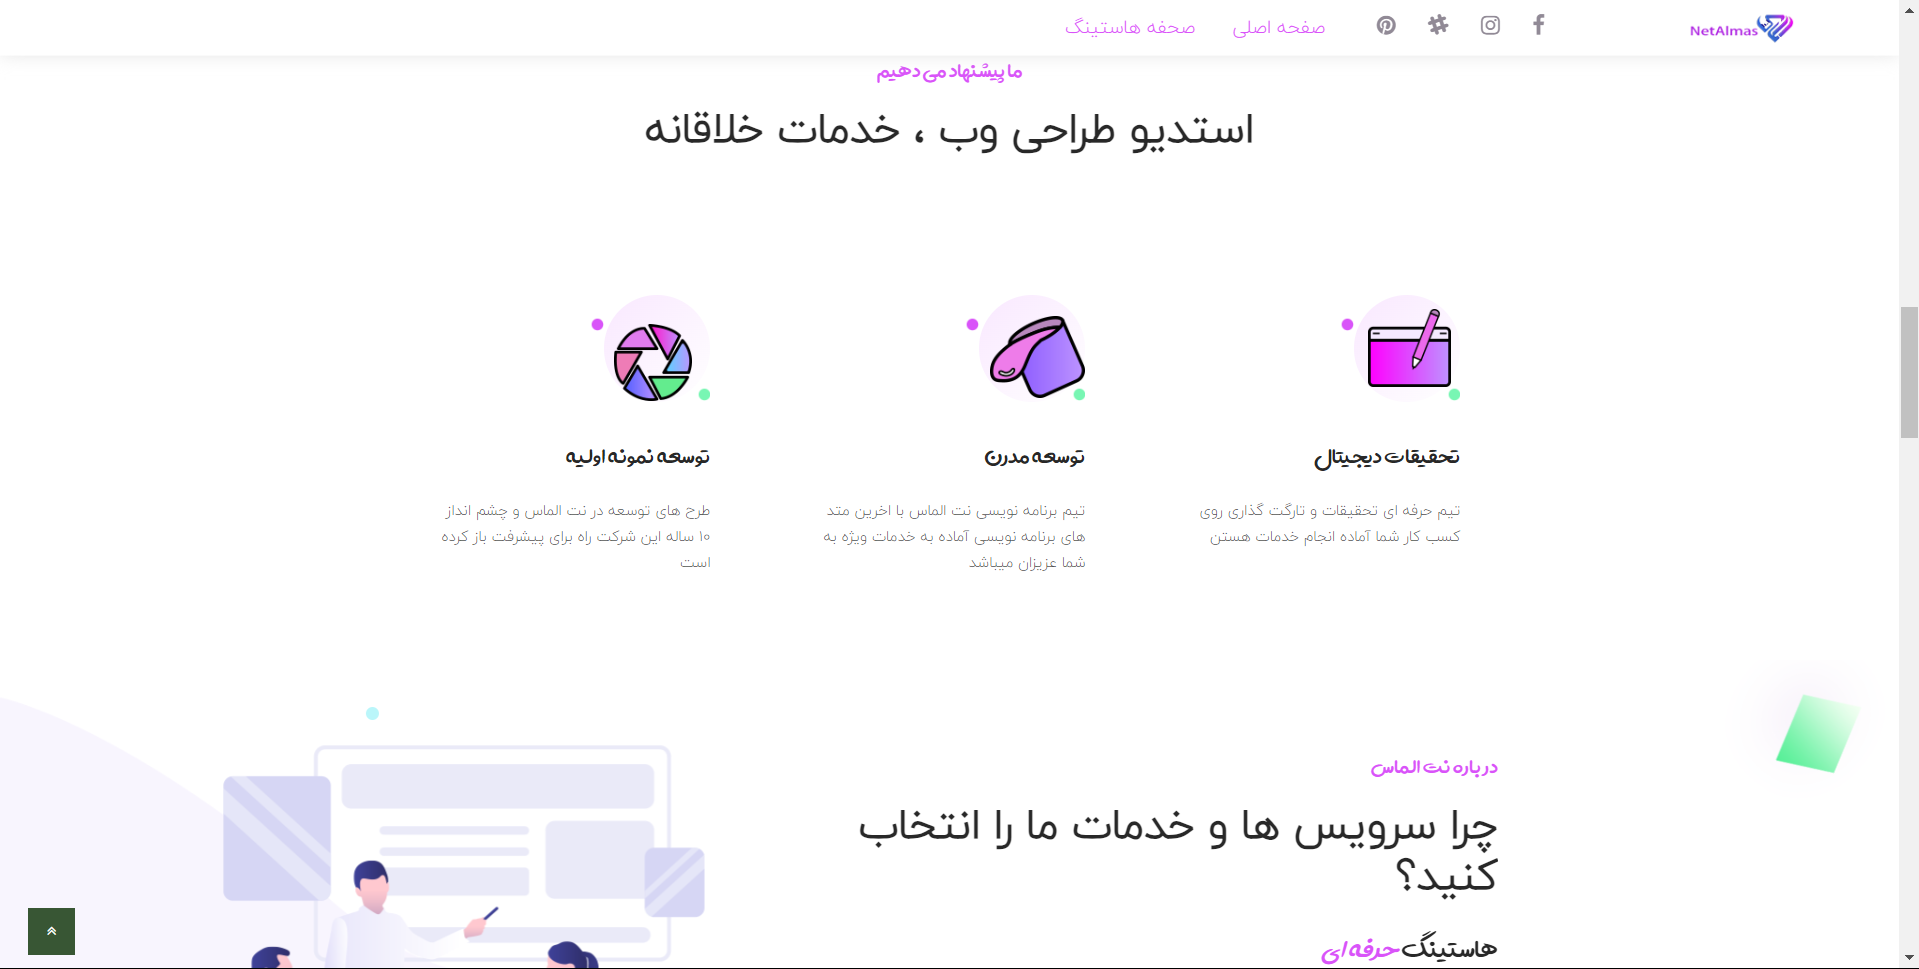 NetAlmas
صفحه اصلی
صحفه هاستینگ
ما پیشنهاد می دهیم
استدیو طراحی وب ، خدمات خلاقانه
تحقیقات دیجیتال
تیم حرفه ای تحقیقات و تارگت گذاری روی
کسب کار شما آماده انجام خدمات هستن
توسعه مدرن
تیم برنامه نویسی نت الماس با اخرین متد
های برنامه نویسی آماده به خدمات ویژه به
شما عزیزان میباشد
توسعه نمونه اولیه
طرح های توسعه در نت الماس و چشم انداز
۱۰ ساله این شرکت راه برای پیشرفت باز کرده
است
در باره نت الماس
چرا سرویس ها و خدمات ما را انتخاب
کنید؟
هاستینگ حرفه ای